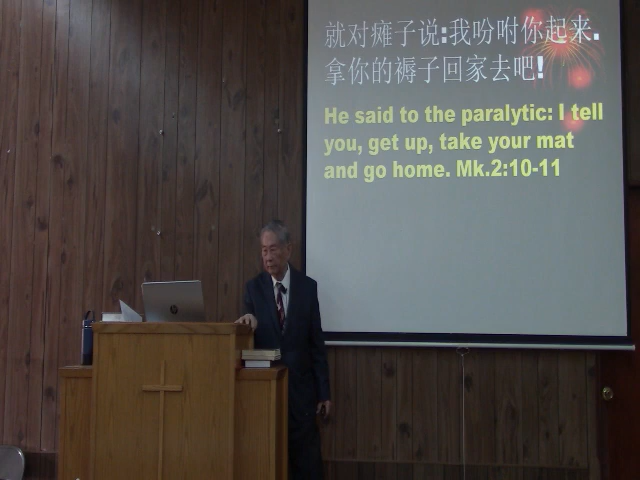 就对瘫子说:我吩咐你起来.
拿你的褥子回家去吧!
He said to the paralytic: I tell
you, get up, take your mat
and go home. Mk.2:10-11
hp